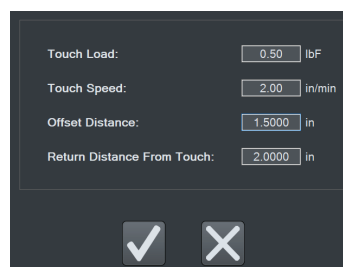 Touch Load: 0.50 lbF
Touch Speed: 2.00 in/min
Offset Distance: 1.5000 in
Return Distance From Touch: 2.0000 in